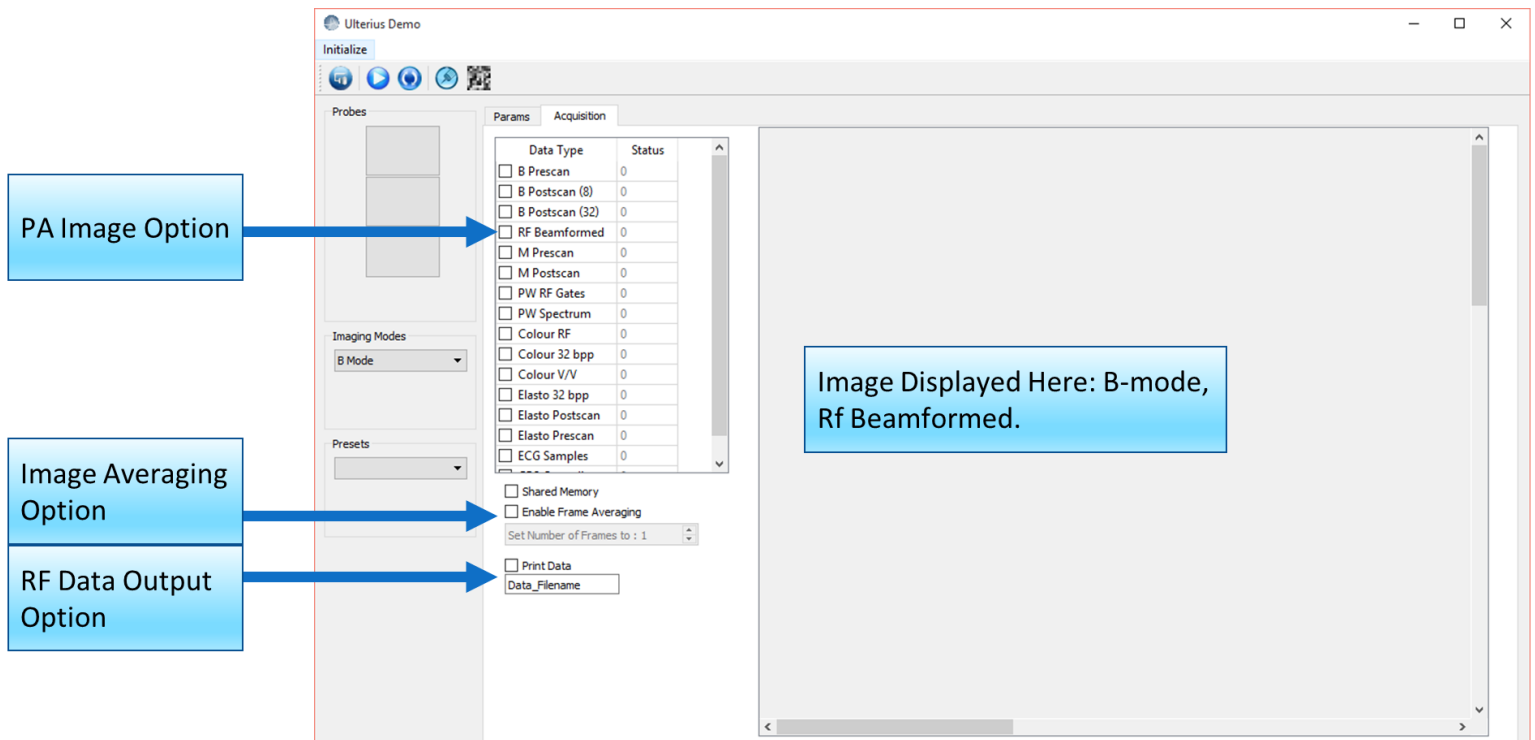 Ulterius Demo
Initialize
Probes
Params
Acquisition
Data Type Status
B Prescan 0
B Postscan (8) 0
B Postscan (32) 0
RF Beamformed 0
M Prescan 0
M Postscan 0
PW RF Gates 0
PW Spectrum 0
Colour RF 0
Colour 32 bpp 0
Colour V/V 0
Elasto 32 bpp 0
Elasto Postscan 0
Elasto Prescan 0
ECG Samples 0
PA Image Option
Imaging Modes
B Mode
Presets
Shared Memory
Enable Frame Averaging
Set Number of Frames to : 1
Print Data
Data_Filename
Image Averaging
Option
RF Data Output
Option
Image Displayed Here: B-mode,
Rf Beamformed.